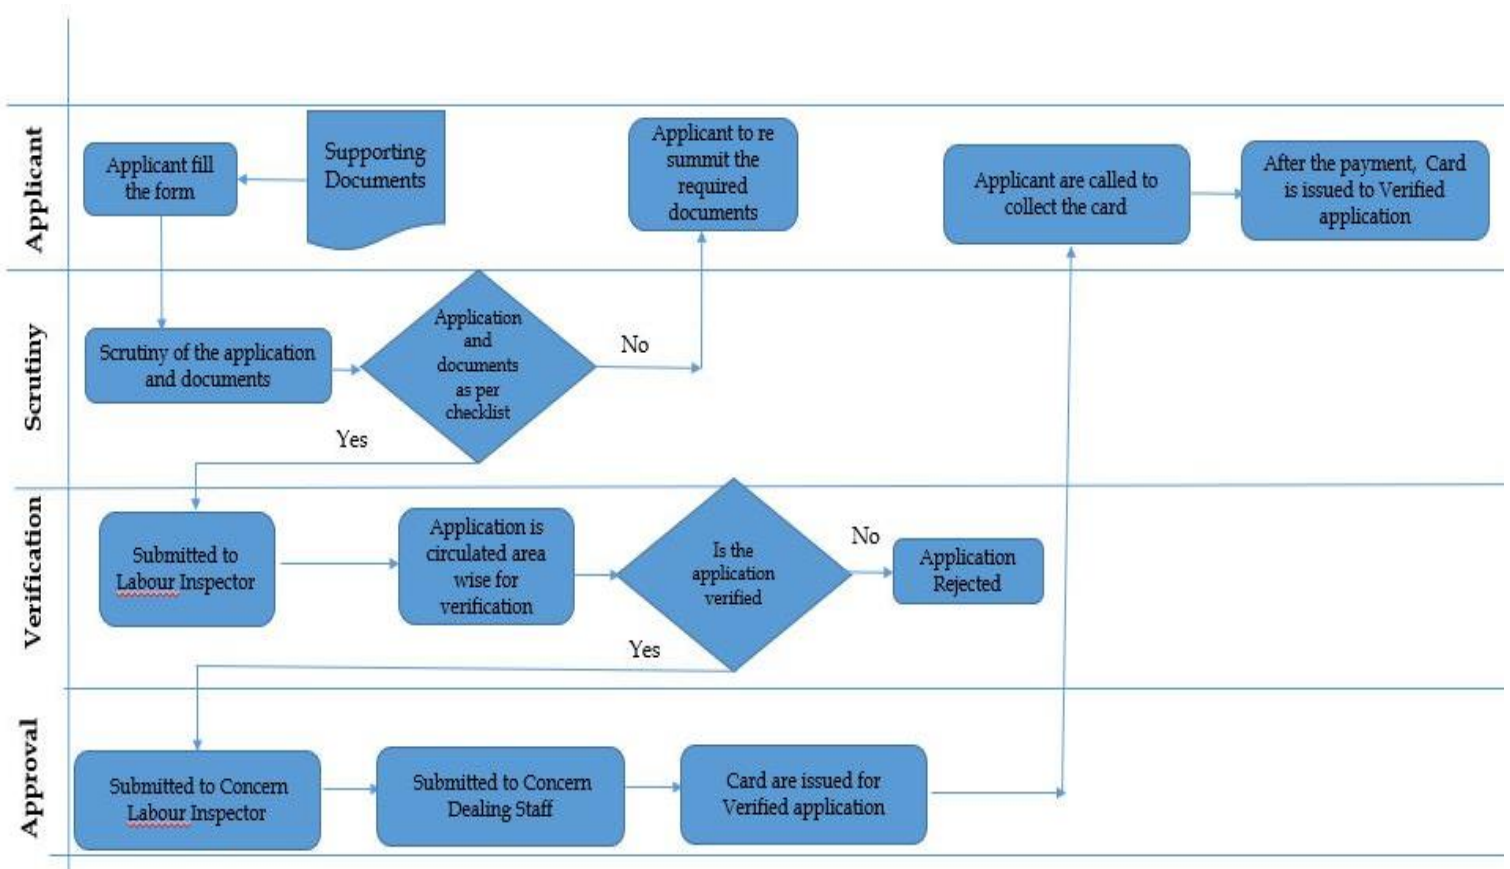 Applicant
Applicant fill
the form
Supporting
Documents
Applicant to re
summit the
required
documents
Applicant are called to
collect the card
After the payment, Card
is issued to Verified
application
Scrutiny
Scrutiny of the application
and documents
Application
and
documents
as per
checklist
No
Yes
Verification
Submitted to
Labour Inspector
Application is
circulated area
wise for
verification
Is the
application
verified
No
Application
Rejected
Yes
Approval
Submitted to Concern
Labour Inspector
Submitted to Concern
Dealing Staff
Card are issued for
Verified application